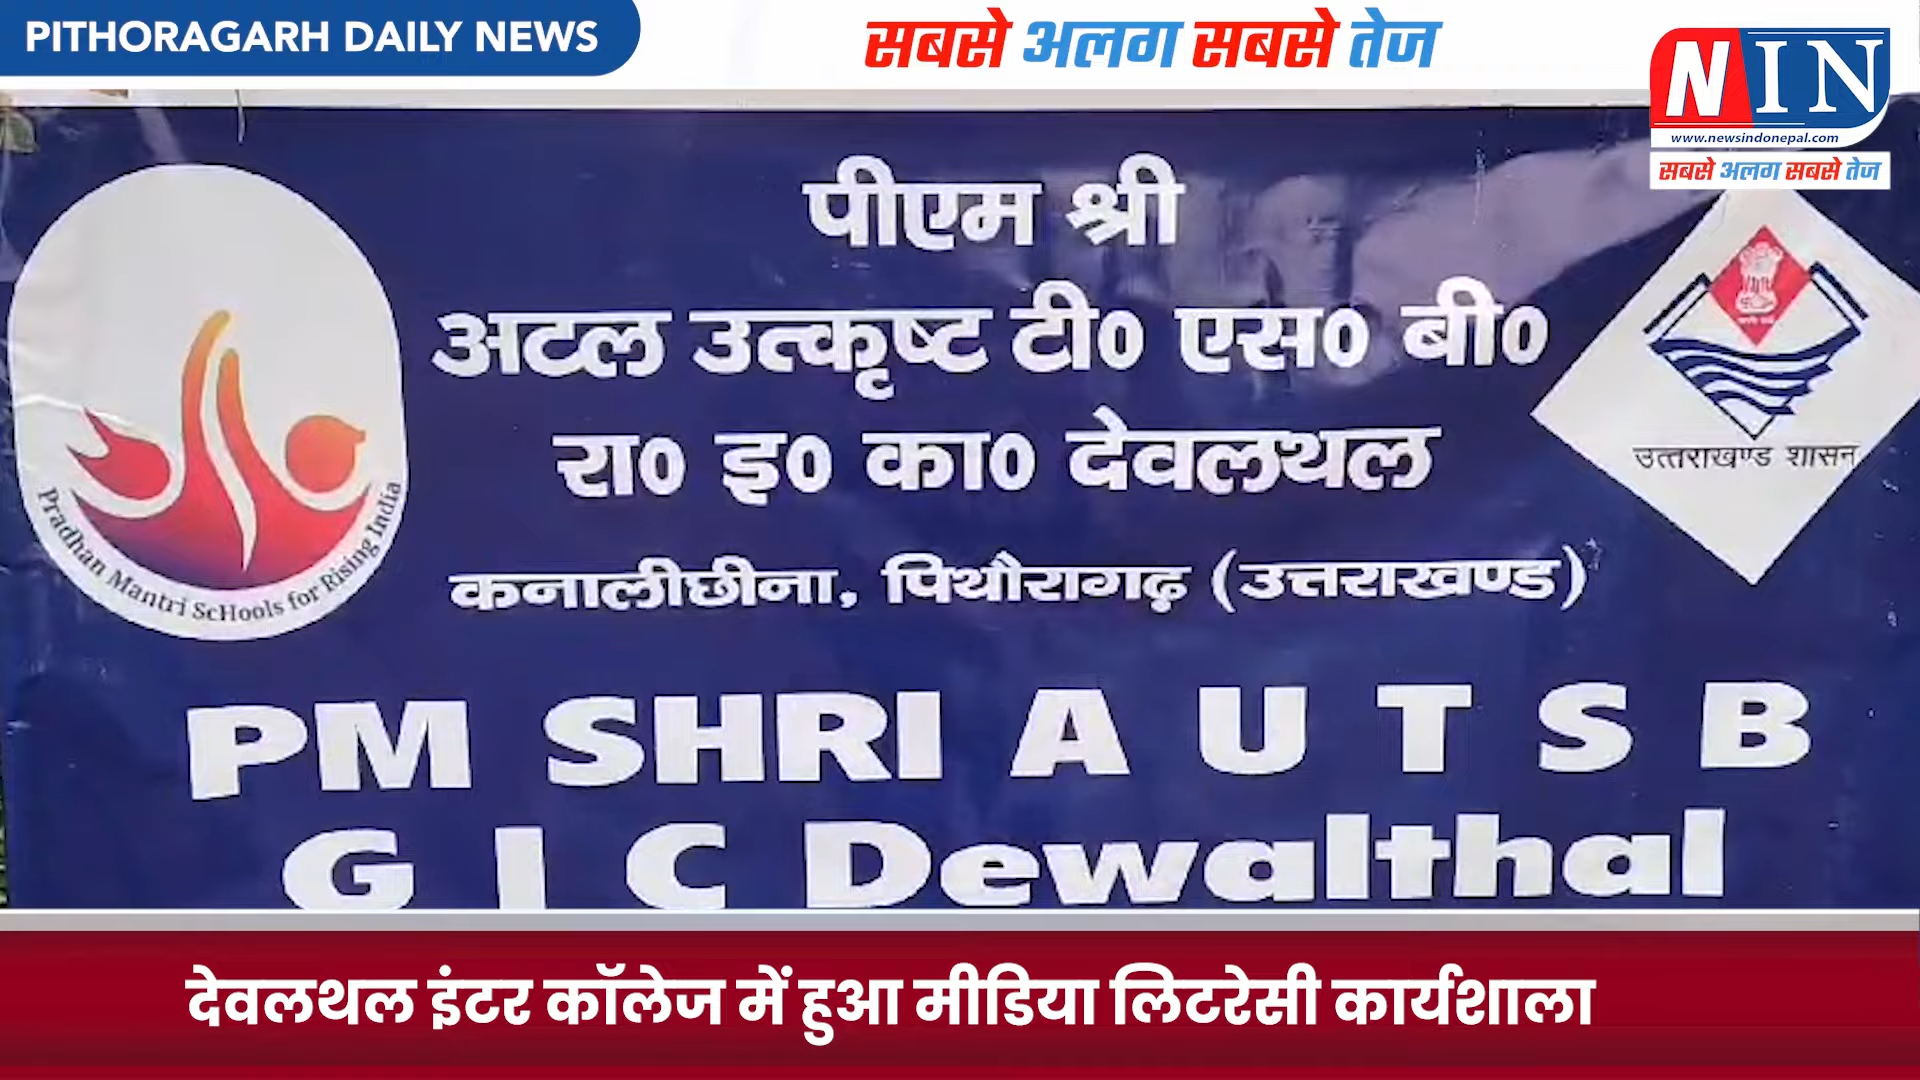 PITHORAGARH DAILY NEWS
सबसे अलग सबसे तेज
NIN
www.newsindonepal.com
सबसे अलग सबसे तेज
पीएम श्री
अटल उत्कृष्ट टी० एस० बी०
रा० इ० का० देवलथल
कनालीछीना, पिथौरागढ़ (उत्तराखण्ड)
Pradhan Mantri ScHools for Rising India
उत्तराखण्ड शासन
PM SHRI A U T S B
G I C Dewalthal
देवलथल इंटर कॉलेज में हुआ मीडिया लिटरेसी कार्यशाला